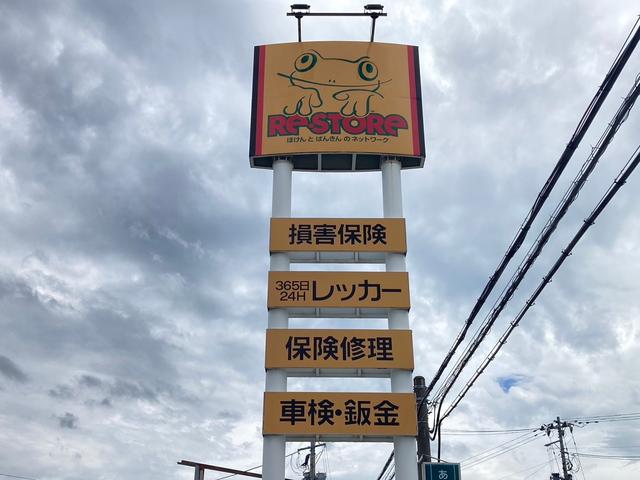 Re-STORe
ほけん と ばんきん の ネットワーク
損害保険
365日
24H レッカー
保険修理
車検・鈑金
あ